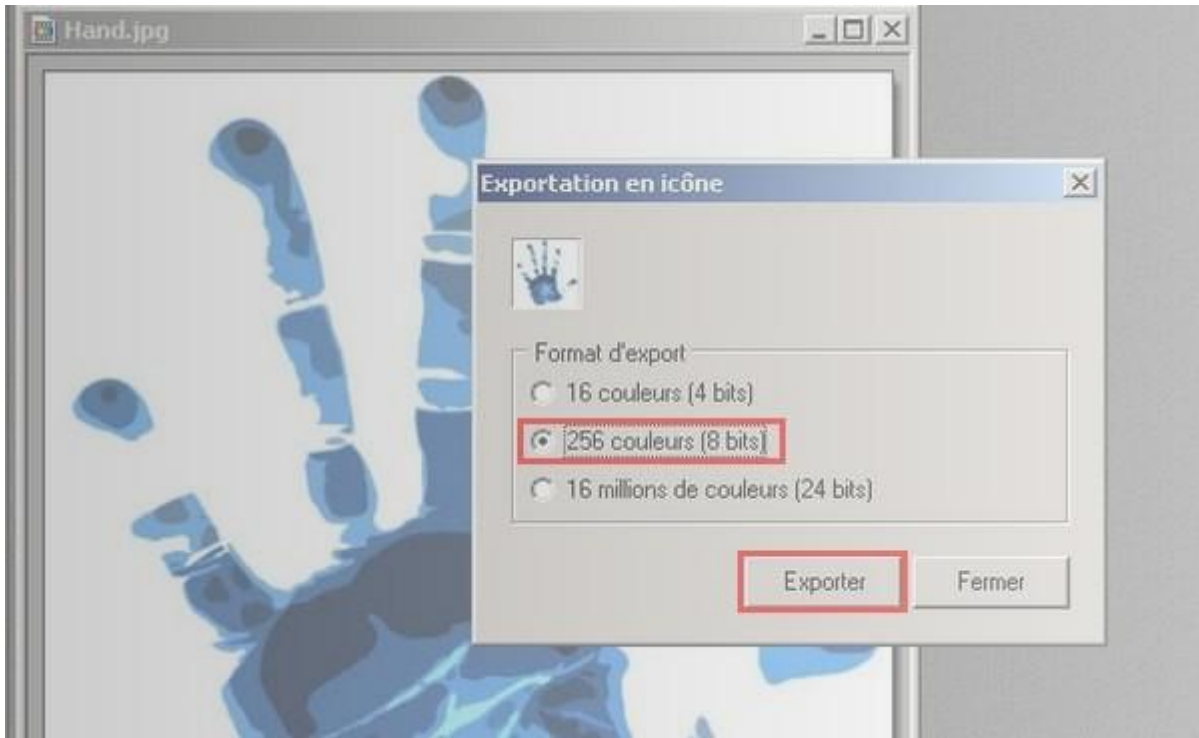 Hand.jpg
Exportation en icône
Format d'export
16 couleurs (4 bits)
256 couleurs (8 bits)
16 millions de couleurs (24 bits)
Exporter
Fermer